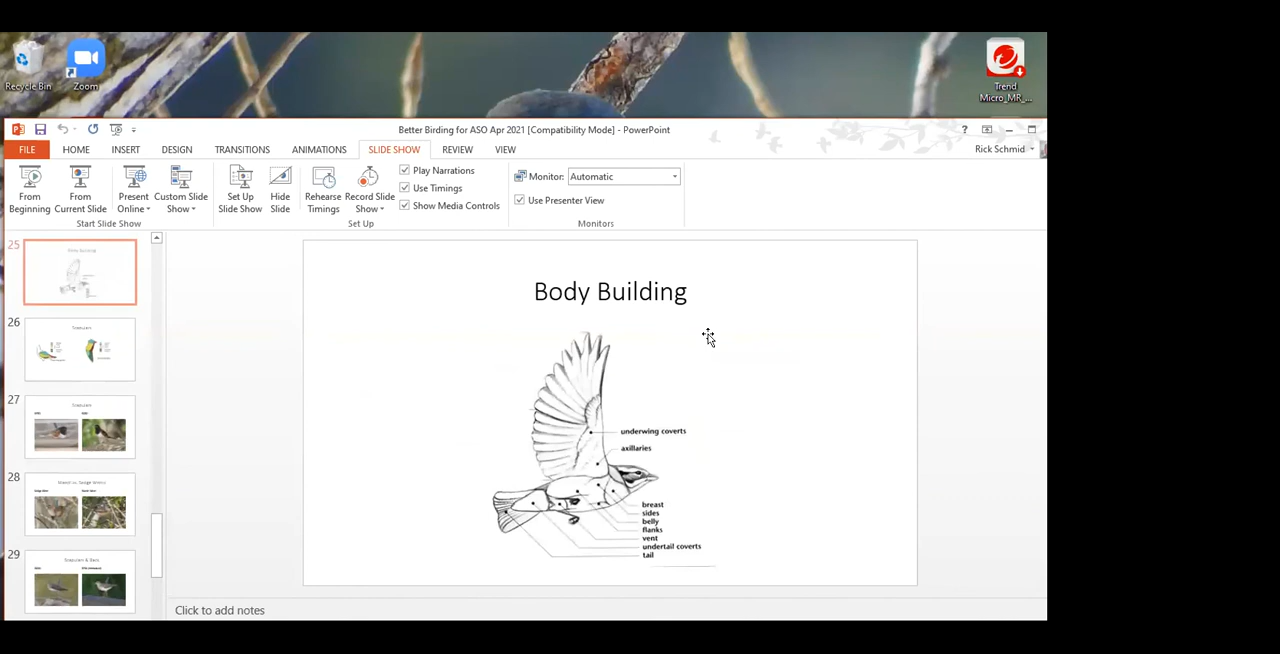 Recycle Bin
Zoom
Trend
Micro_MR_...
Better Birding for ASO Apr 2021 [Compatibility Mode] - PowerPoint
?
FILE
HOME
INSERT
DESIGN
TRANSITIONS
ANIMATIONS
SLIDE SHOW
REVIEW
VIEW
Rick Schmid
From
Beginning
From
Current Slide
Present
Online
Custom Slide
Show
Set Up
Slide Show
Hide
Slide
Rehearse
Timings
Record Slide
Show
Play Narrations
Use Timings
Show Media Controls
Monitor: Automatic
Use Presenter View
Start Slide Show
Set Up
Monitors
25
26
27
28
29
Body Building
underwing coverts
axillaries
breast
sides
belly
flanks
vent
undertail coverts
tail
Click to add notes